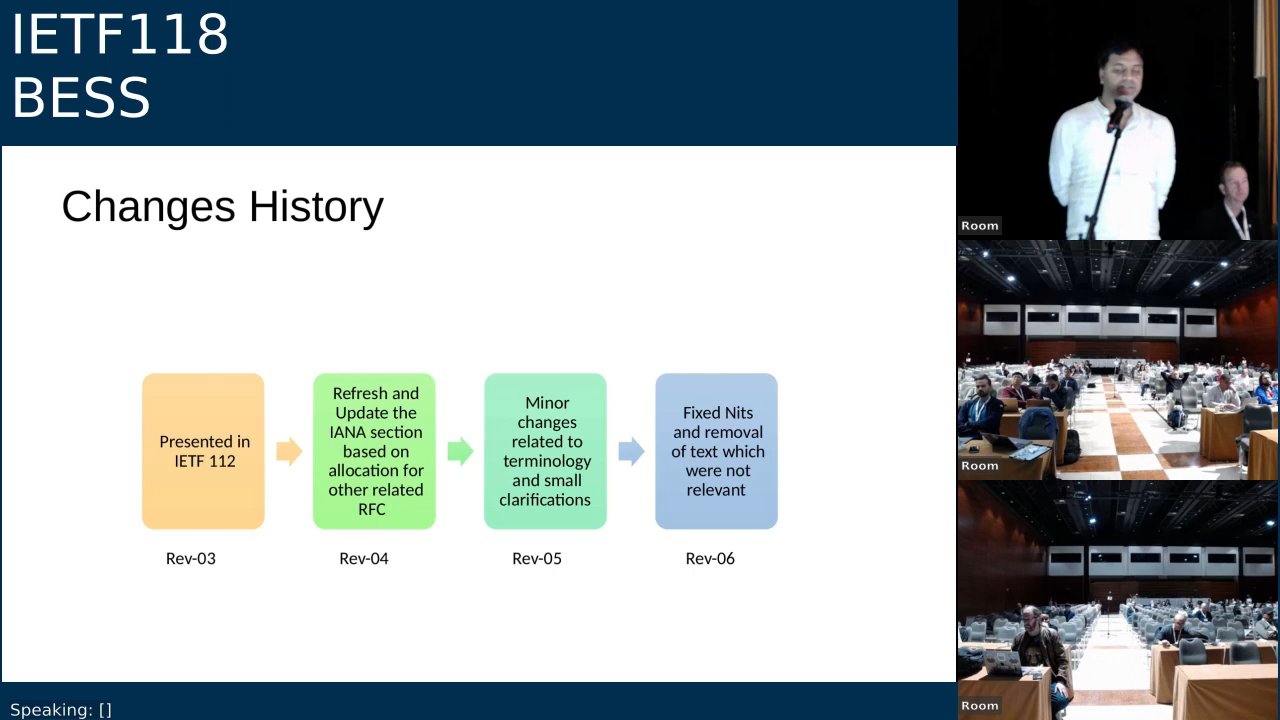 IETF118
BESS
Changes History
Presented in
IETF 112
Refresh and
Update the
IANA section
based on
allocation for
other related
RFC
Minor
changes
related to
terminology
and small
clarifications
Fixed Nits
and removal
of text which
were not
relevant
Rev-03
Rev-04
Rev-05
Rev-06
Speaking: []
Room
Room
Room